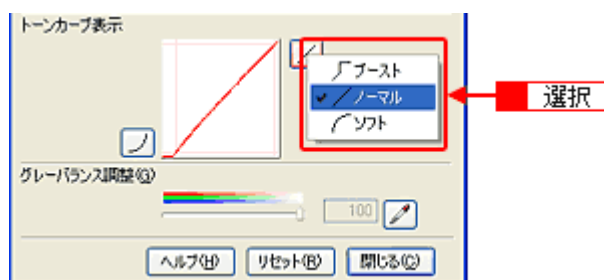 トーンカーブ表示
ブースト
ノーマル
ソフト
選択
グレーバランス調整(G)
100
ヘルプ(H)
リセット(R)
閉じる(C)